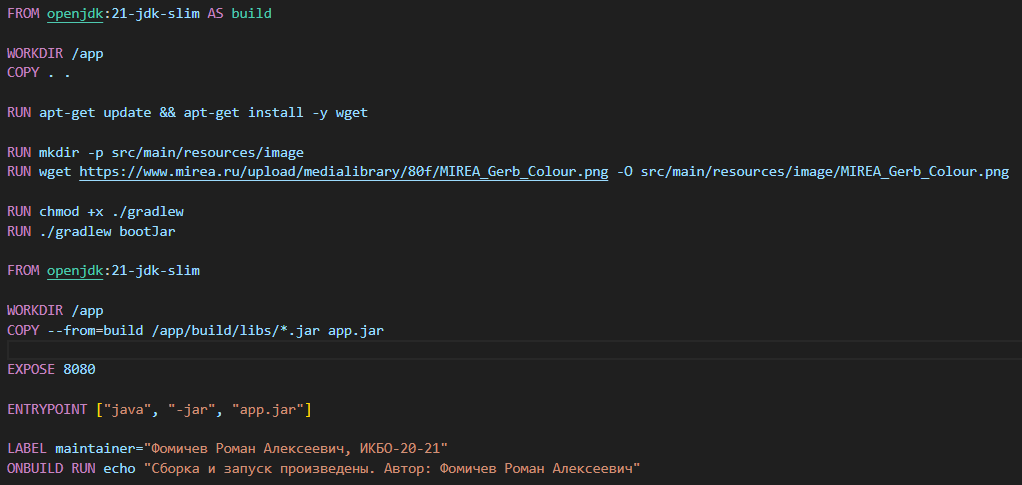 FROM openjdk:21-jdk-slim AS build
WORKDIR /app
COPY . .
RUN apt-get update && apt-get install -y wget
RUN mkdir -p src/main/resources/image
RUN wget https://www.mirea.ru/upload/medialibrary/80f/MIREA_Gerb_Colour.png -O src/main/resources/image/MIREA_Gerb_Colour.png
RUN chmod +x ./gradlew
RUN ./gradlew bootJar
FROM openjdk:21-jdk-slim
WORKDIR /app
COPY --from=build /app/build/libs/*.jar app.jar
EXPOSE 8080
ENTRYPOINT ["java", "-jar", "app.jar"]
LABEL maintainer="Фомичев Роман Алексеевич, ИКБО-20-21"
ONBUILD RUN echo "Сборка и запуск произведены. Автор: Фомичев Роман Алексеевич"